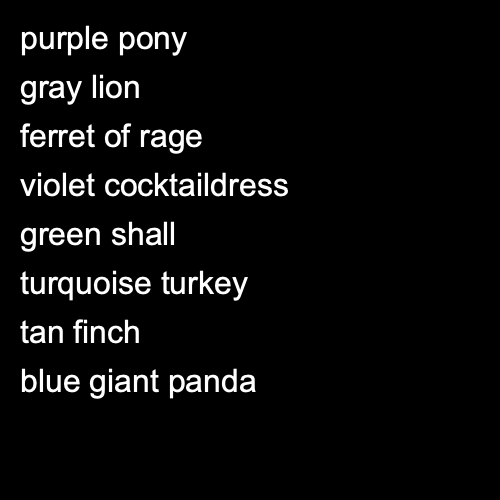 purple pony
gray lion
ferret of rage
violet cocktaildress
green shall
turquoise turkey
tan finch
blue giant panda